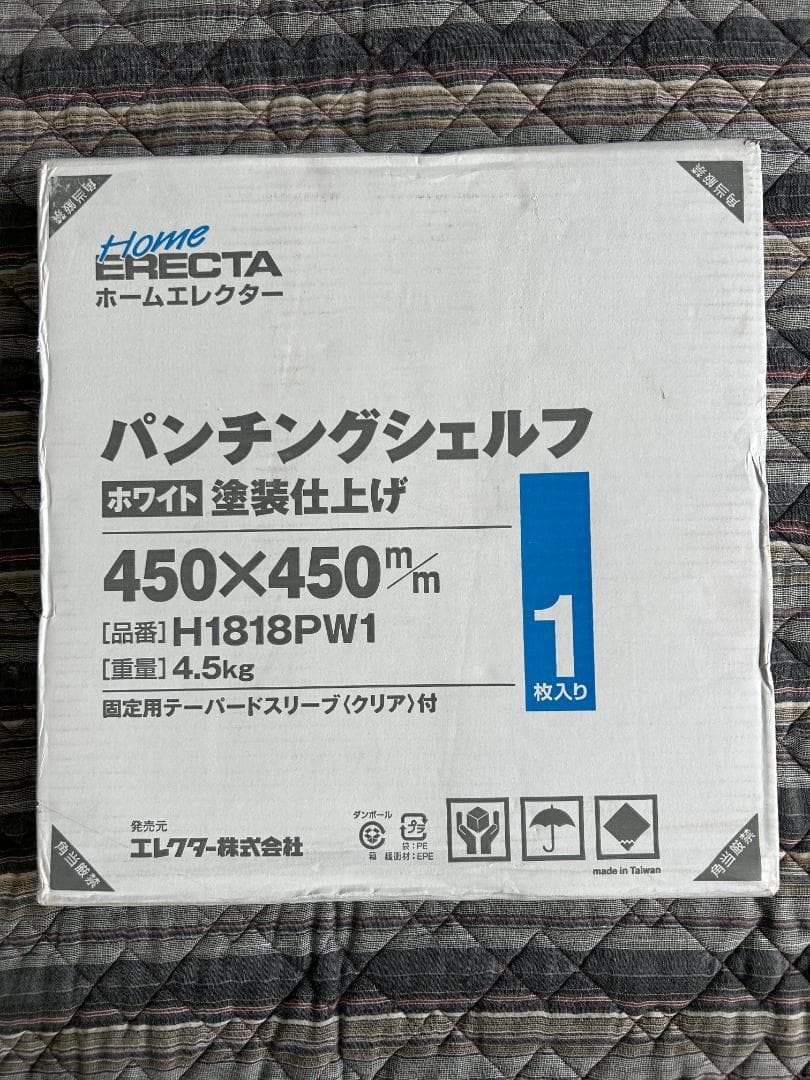 角当厳禁
角当厳禁
Home
ERECTA
ホームエレクター
パンチングシェルフ
ホワイト 塗装仕上げ
450×450m/m
[品番]H1818PW1
[重量]4.5kg
固定用テーパードスリーブ〈クリア〉付
1
枚入り
発売元
エレクター株式会社
ダンボール
箱
プラ
袋:PE
緩衝材:EPE
made in Taiwan
角当厳禁
角当厳禁